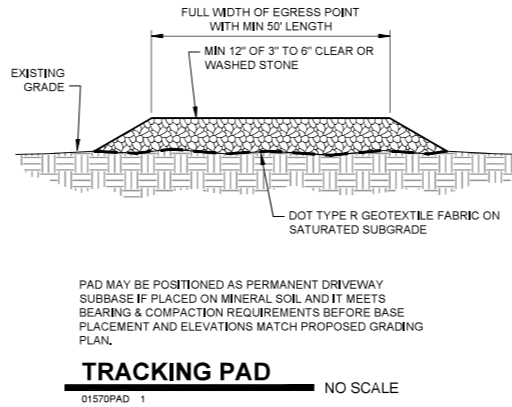 FULL WIDTH OF EGRESS POINT
WITH MIN 50' LENGTH
MIN 12" OF 3" TO 6" CLEAR OR
WASHED STONE
EXISTING
GRADE
DOT TYPE R GEOTEXTILE FABRIC ON
SATURATED SUBGRADE
PAD MAY BE POSITIONED AS PERMANENT DRIVEWAY
SUBBASE IF PLACED ON MINERAL SOIL AND IT MEETS
BEARING & COMPACTION REQUIREMENTS BEFORE BASE
PLACEMENT AND ELEVATIONS MATCH PROPOSED GRADING
PLAN.
TRACKING PAD
NO SCALE
01570PAD 1